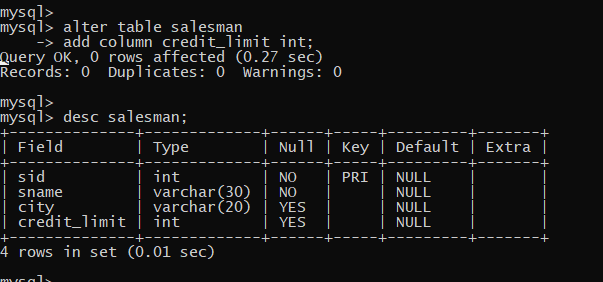 mysql>
mysql> alter table salesman
    -> add column credit_limit int;
Query OK, 0 rows affected (0.27 sec)
Records: 0  Duplicates: 0  Warnings: 0
mysql>
mysql> desc salesman;
+--------------+-------------+------+-----+---------+-------+
| Field        | Type        | Null | Key | Default | Extra |
+--------------+-------------+------+-----+---------+-------+
| sid          | int         | NO   | PRI | NULL    |       |
| sname        | varchar(30) | NO   |     | NULL    |       |
| city         | varchar(20) | YES  |     | NULL    |       |
| credit_limit | int         | YES  |     | NULL    |       |
+--------------+-------------+------+-----+---------+-------+
4 rows in set (0.01 sec)
mysql>